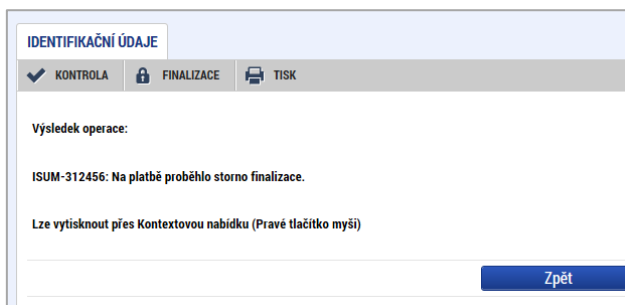 IDENTIFIKAČNÍ ÚDAJE
KONTROLA FINALIZACE TISK
Výsledek operace:
ISUM-312456: Na platbě proběhlo storno finalizace.
Lze vytisknout přes Kontextovou nabídku (Pravé tlačítko myši)
Zpět